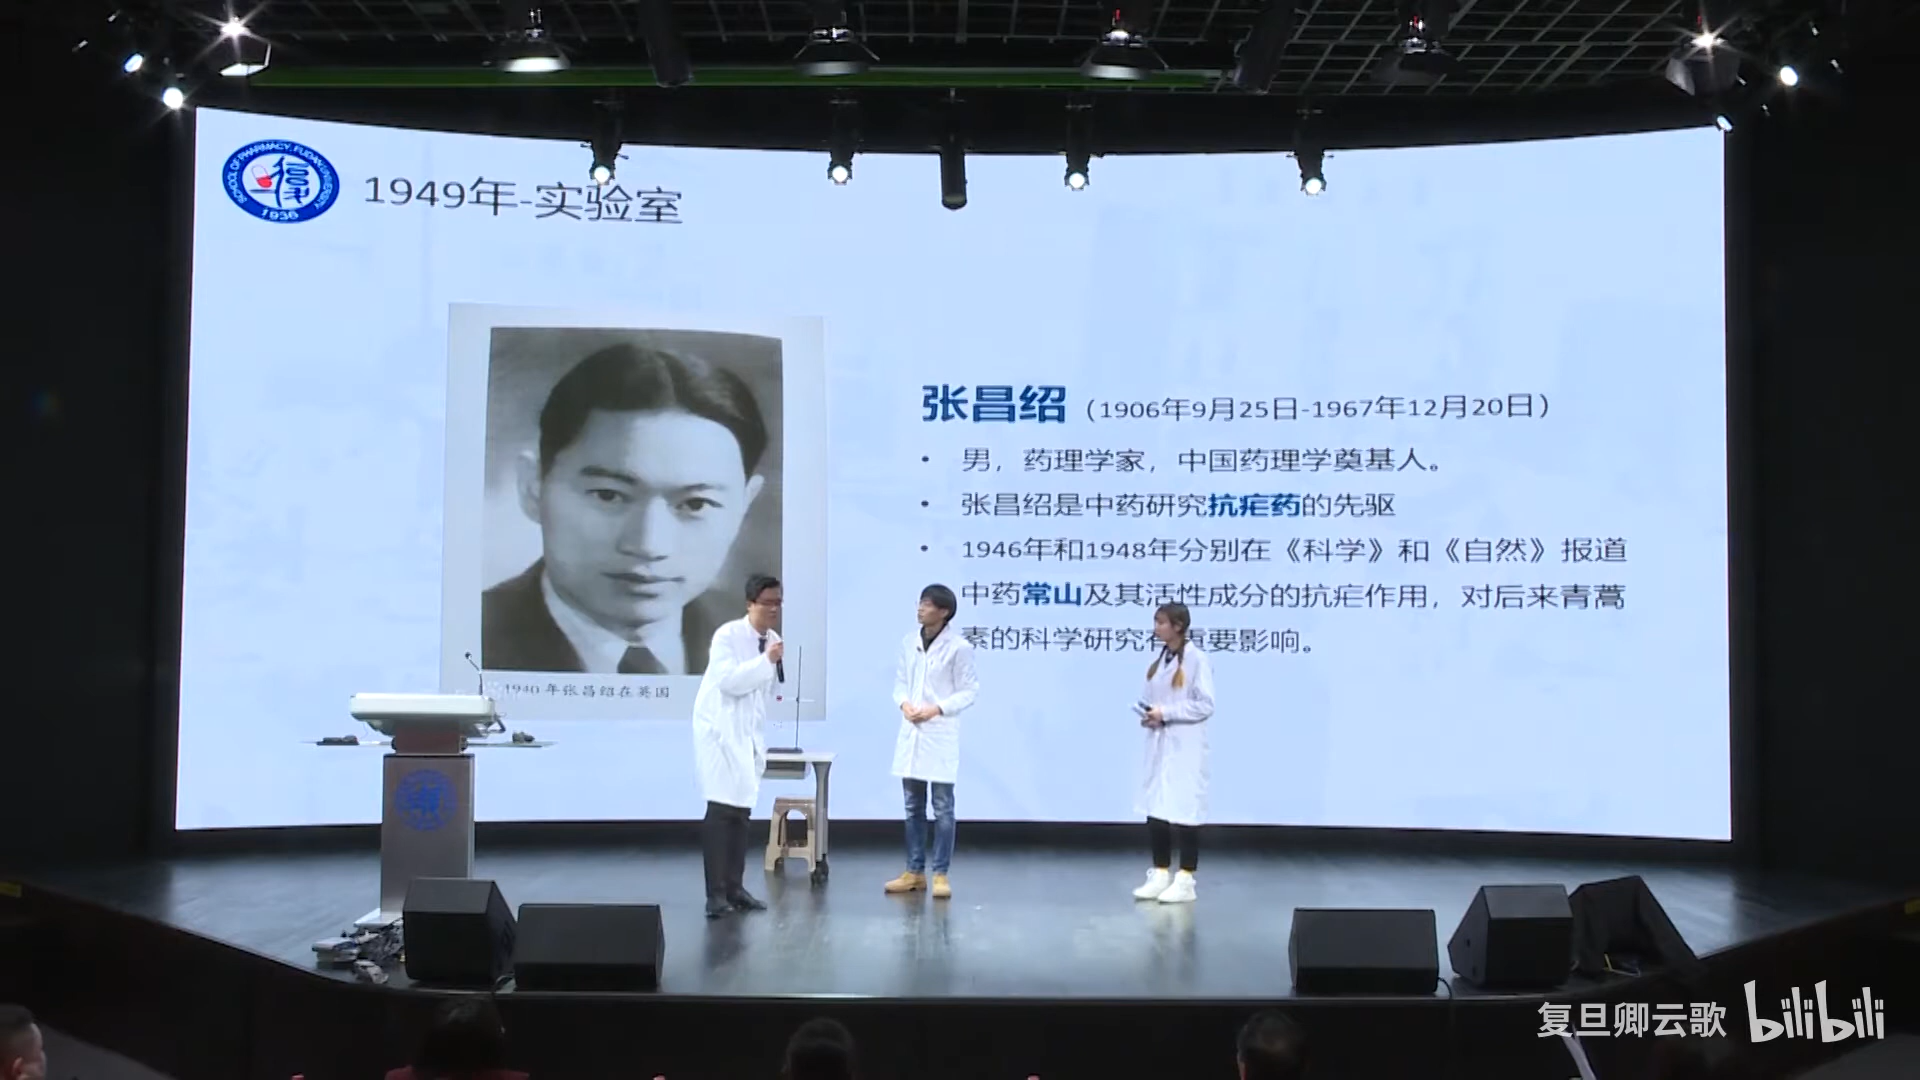 SCHOOL OF PHARMACY, FUDAN UNIVERSITY
1936
1949年-实验室
张昌绍（1906年9月25日-1967年12月20日）
• 男，药理学家，中国药理学奠基人。
• 张昌绍是中药研究抗疟药的先驱
• 1946年和1948年分别在《科学》和《自然》报道
中药常山及其活性成分的抗疟作用，对后来青蒿
素的科学研究有重要影响。
1940年张昌绍在英国
复旦卿云歌 bilibili